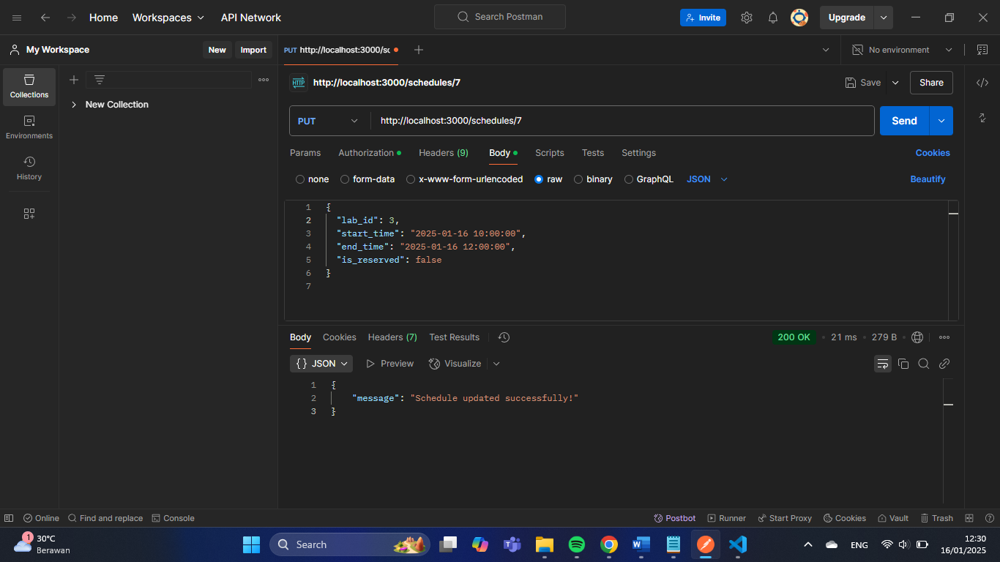 Home Workspaces API Network Search Postman Invite Upgrade
My Workspace New Import PUT http://localhost:3000/sc No environment
Collections
Environments
History
New Collection
HTTP http://localhost:3000/schedules/7 Save Share
PUT http://localhost:3000/schedules/7 Send
Params Authorization Headers (9) Body Scripts Tests Settings Cookies
none form-data x-www-form-urlencoded raw binary GraphQL JSON Beautify
1 {
2 "lab_id": 3,
3 "start_time": "2025-01-16 10:00:00",
4 "end_time": "2025-01-16 12:00:00",
5 "is_reserved": false
6 }
7
Body Cookies Headers (7) Test Results 200 OK 21 ms 279 B
{} JSON Preview Visualize
1 {
2 "message": "Schedule updated successfully!"
3 }
Online Find and replace Console Postbot Runner Start Proxy Cookies Vault Trash
1 30°C
Berawan
Search
ENG
12:30
16/01/2025